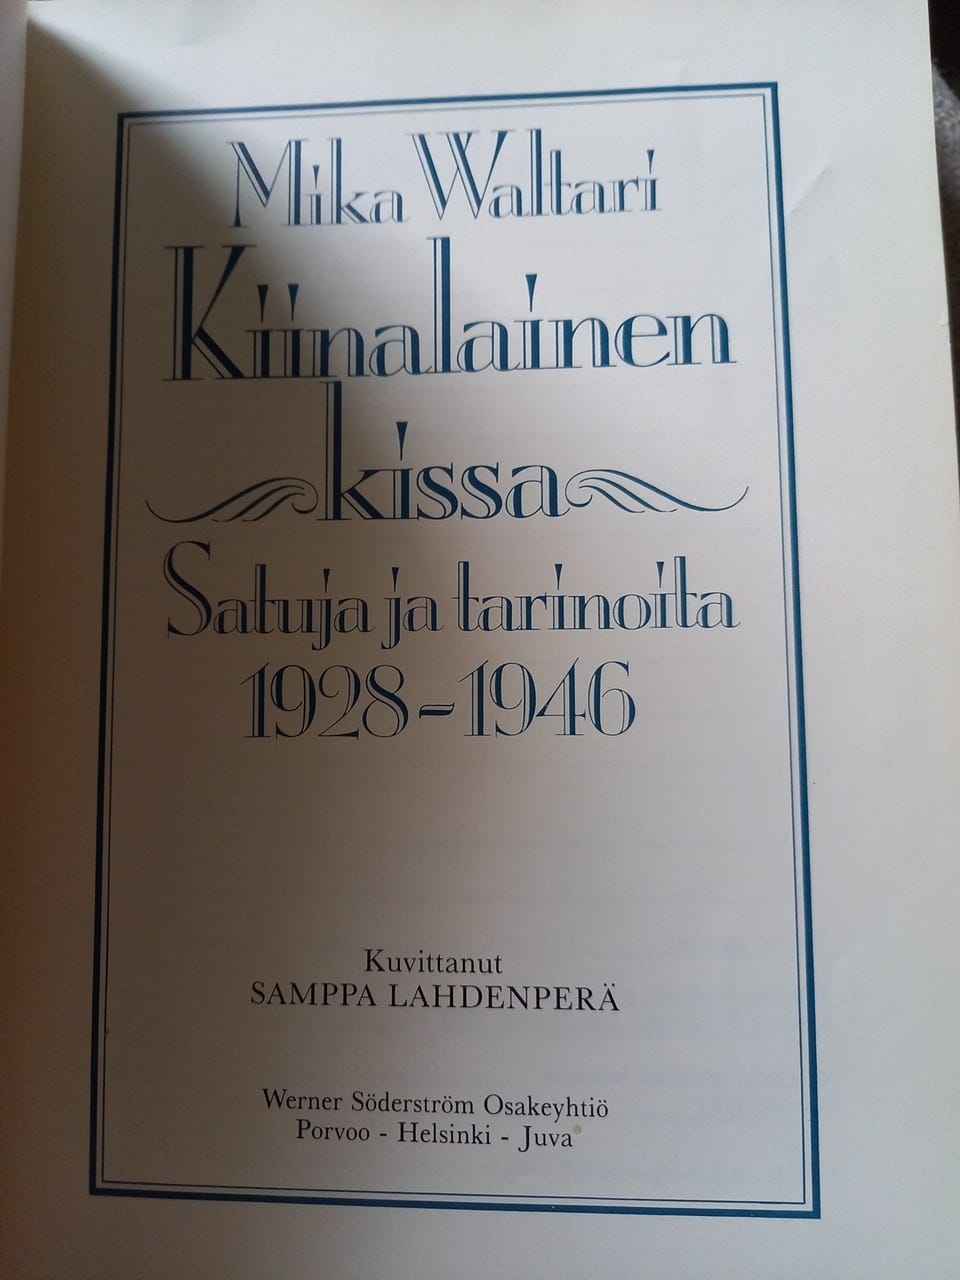 Mika Waltari
Kiinalainen
kissa
Satuja ja tarinoita
1928-1946
Kuvittanut
SAMPPA LAHDENPERÄ
Werner Söderström Osakeyhtiö
Porvoo - Helsinki - Juva